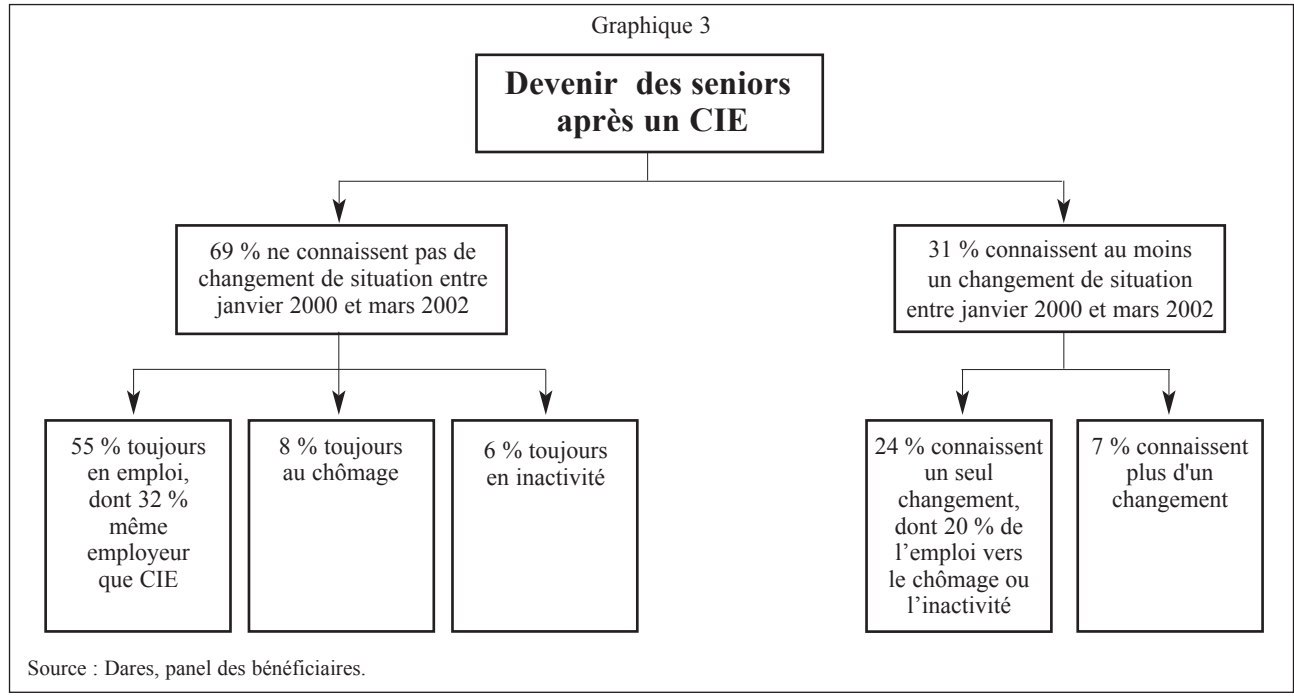 Graphique 3
Devenir des seniors
après un CIE
69 % ne connaissent pas de
changement de situation entre
janvier 2000 et mars 2002
31 % connaissent au moins
un changement de situation
entre janvier 2000 et mars 2002
55 % toujours
en emploi,
dont 32 %
même
employeur
que CIE
8 % toujours
au chômage
6 % toujours
en inactivité
24 % connaissent
un seul
changement,
dont 20 % de
l’emploi vers
le chômage ou
l’inactivité
7 % connaissent
plus d'un
changement
Source : Dares, panel des bénéficiaires.